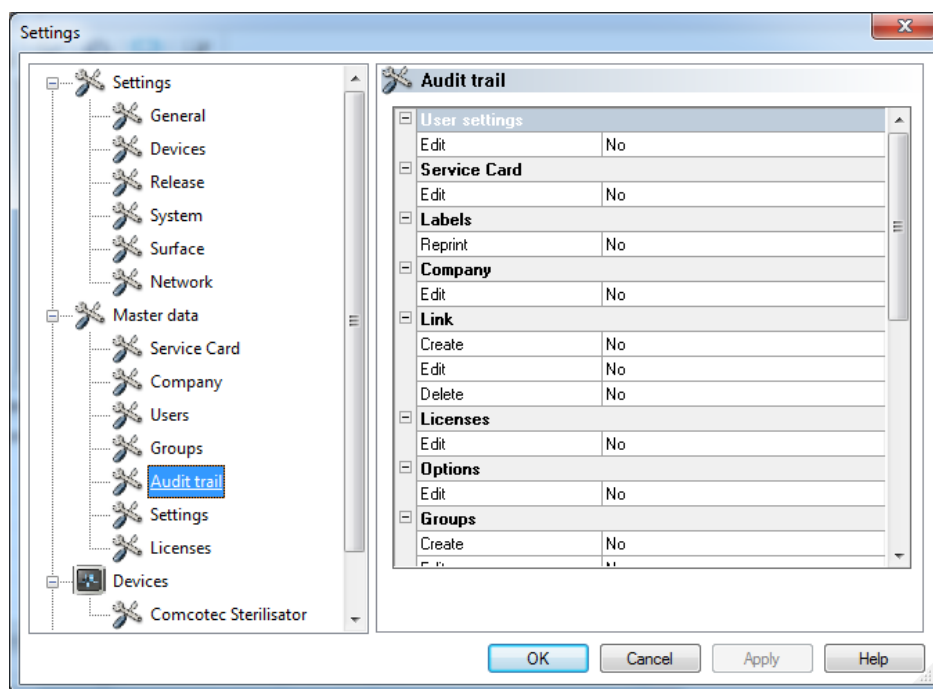 Settings
Settings
General
Devices
Release
System
Surface
Network
Master data
Service Card
Company
Users
Groups
Audit trail
Settings
Licenses
Devices
Comcotec Sterilisator
Audit trail
User settings
Edit No
Service Card
Edit No
Labels
Reprint No
Company
Edit No
Link
Create No
Edit No
Delete No
Licenses
Edit No
Options
Edit No
Groups
Create No
OK Cancel Apply Help